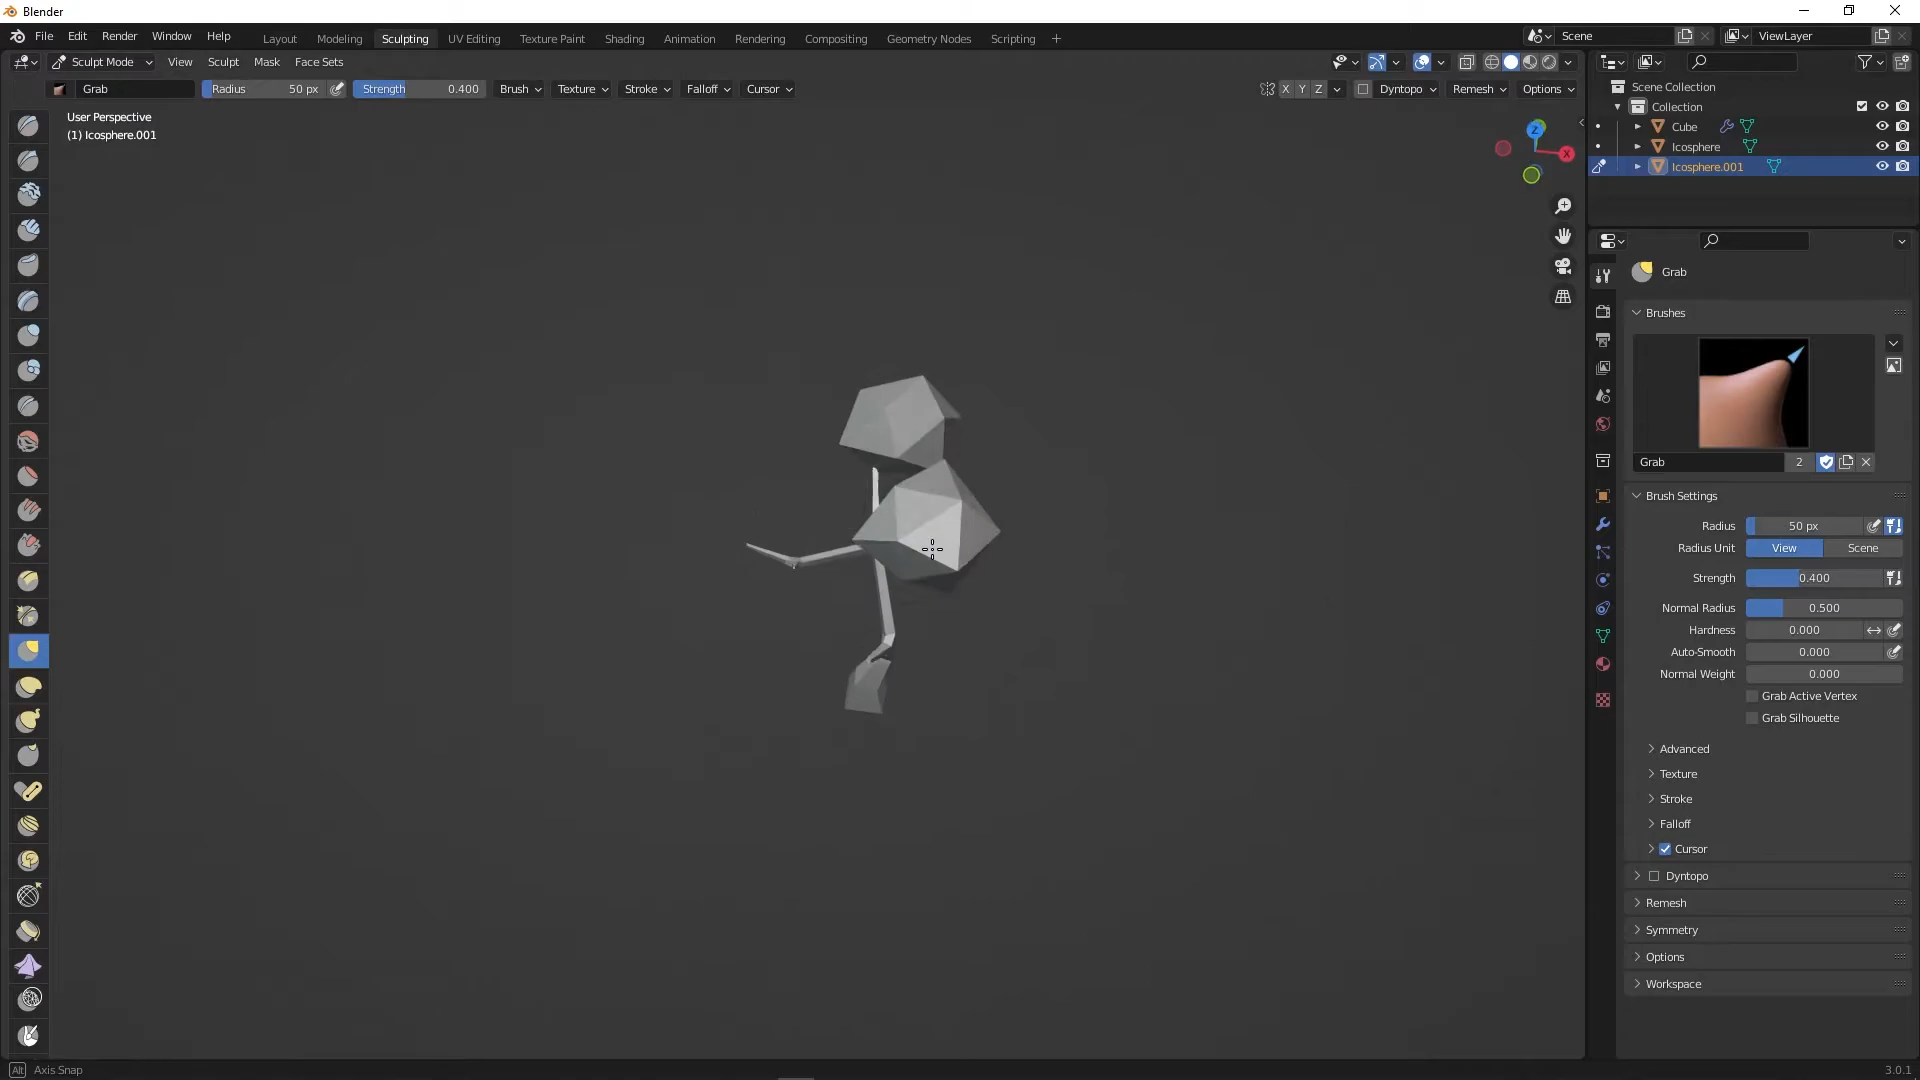 Blender
File Edit Render Window Help
Layout Modeling Sculpting UV Editing Texture Paint Shading Animation Rendering Compositing Geometry Nodes Scripting +
Scene
ViewLayer
Sculpt Mode View Sculpt Mask Face Sets
Grab Radius 50 px Strength 0.400 Brush Texture Stroke Falloff Cursor
X Y Z Dyntopo Remesh Options
User Perspective
(1) Icosphere.001
Z
X
Scene Collection
Collection
Cube
Icosphere
Icosphere.001
Grab
Brushes
Grab 2
Brush Settings
Radius 50 px
Radius Unit View Scene
Strength 0.400
Normal Radius 0.500
Hardness 0.000
Auto-Smooth 0.000
Normal Weight 0.000
Grab Active Vertex
Grab Silhouette
Advanced
Texture
Stroke
Falloff
Cursor
Dyntopo
Remesh
Symmetry
Options
Workspace
Alt Axis Snap
3.0.1